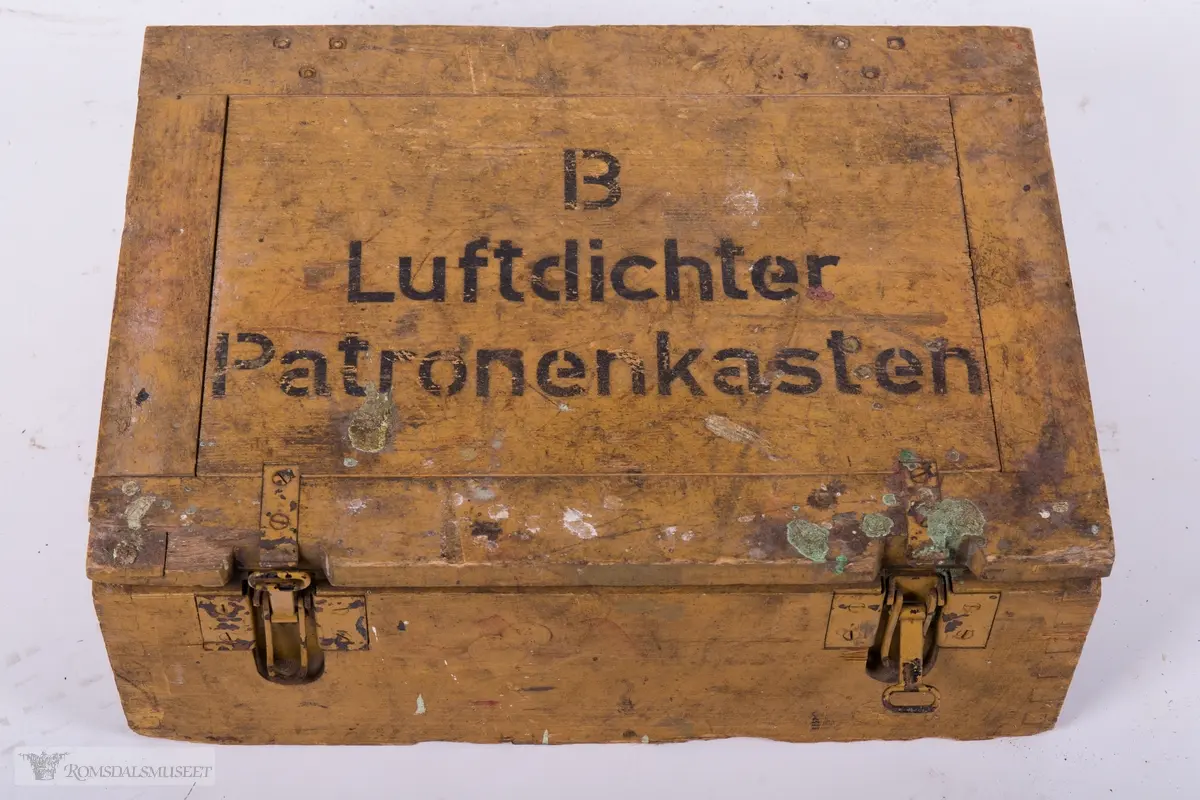 B
Luftdichter
Patronenkasten
ROMSDALSMUSEET